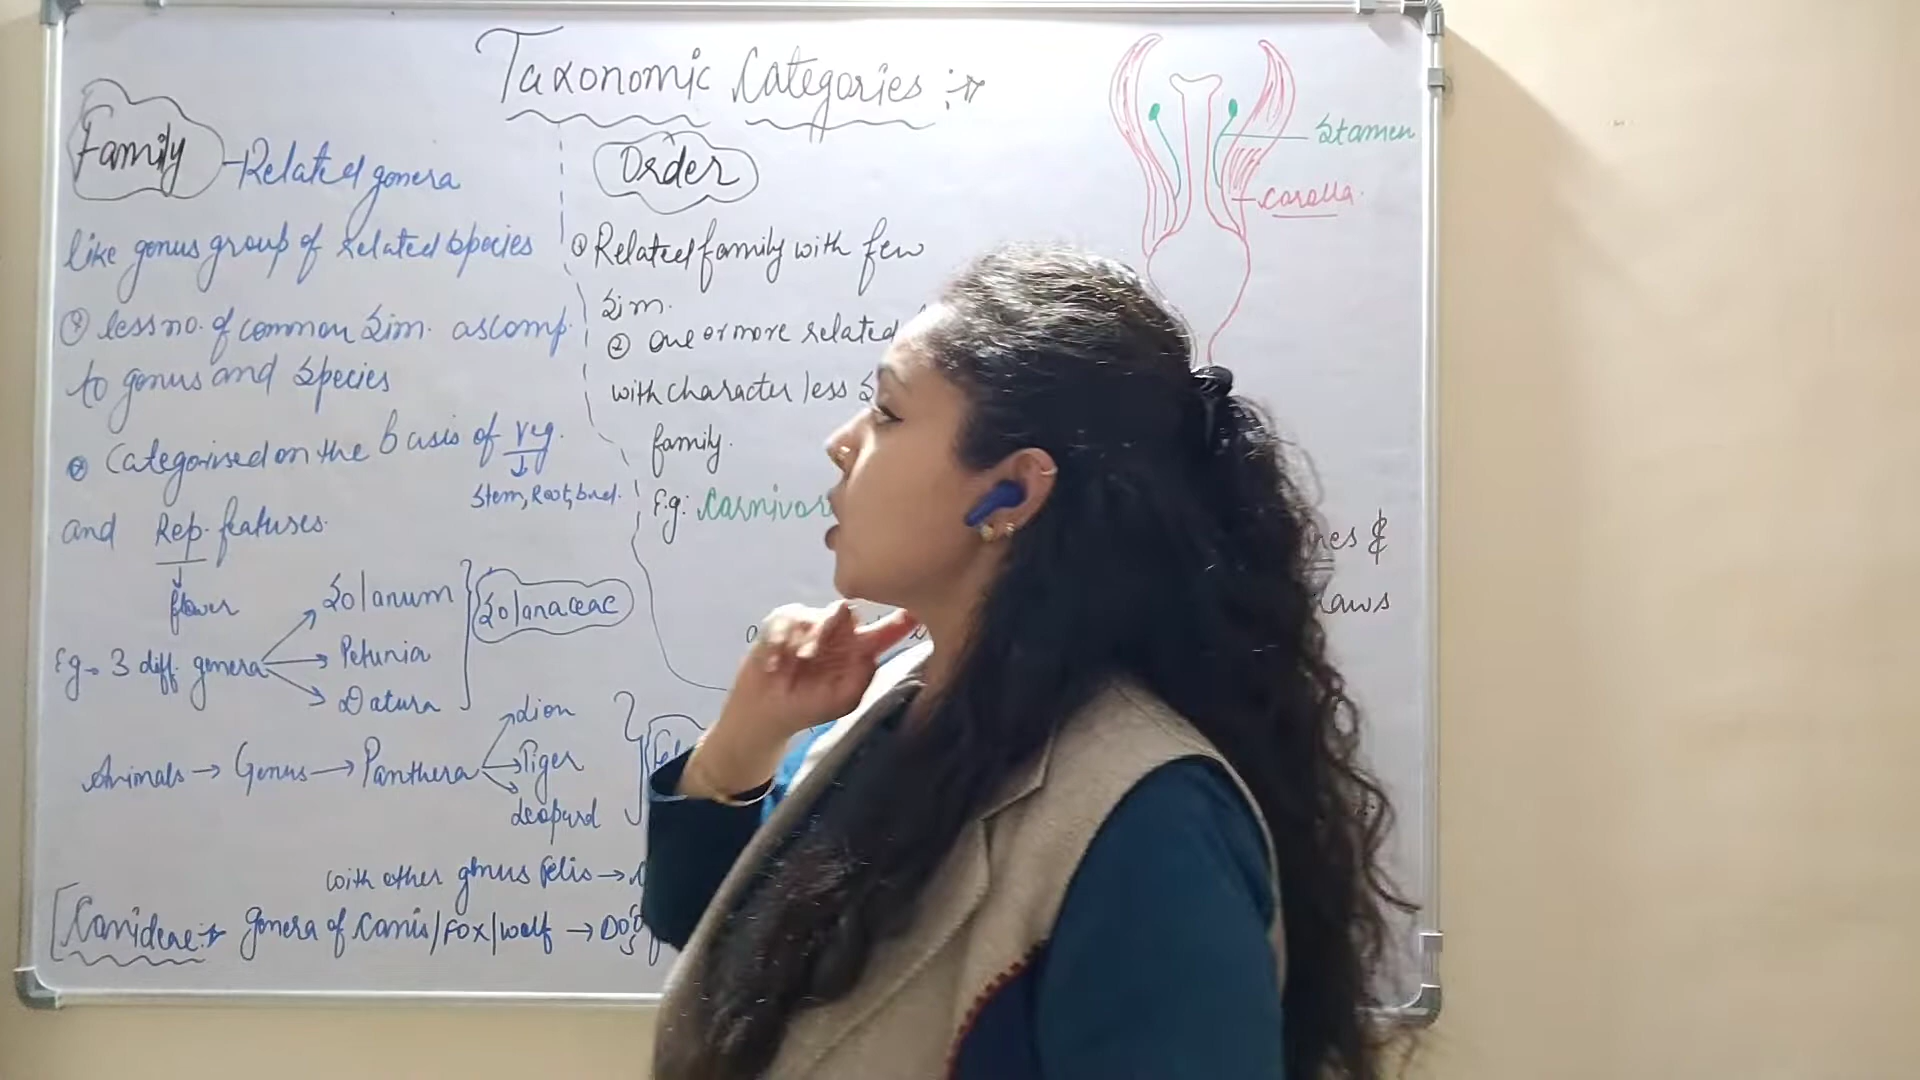 Taxonomic Categories :-
Family - Related genera
like genus group of related species
① less no. of common sim. as comp.
to genus and species
② Categorised on the basis of veg.
Stem, Root, bud.
and Rep. features.
flower
Eg → 3 diff. genera
Solanum
Petunia
Datura
Solanaceae
Animals → Genus → Panthera
Lion
Tiger
Leopard
with other genus felis →
Canideae :- genera of Canis/Fox/wolf → Dog
Order
① Related family with few
sim.
② one or more related
with character less
family.
E.g: Carnivor
Stamen
Corolla.
&